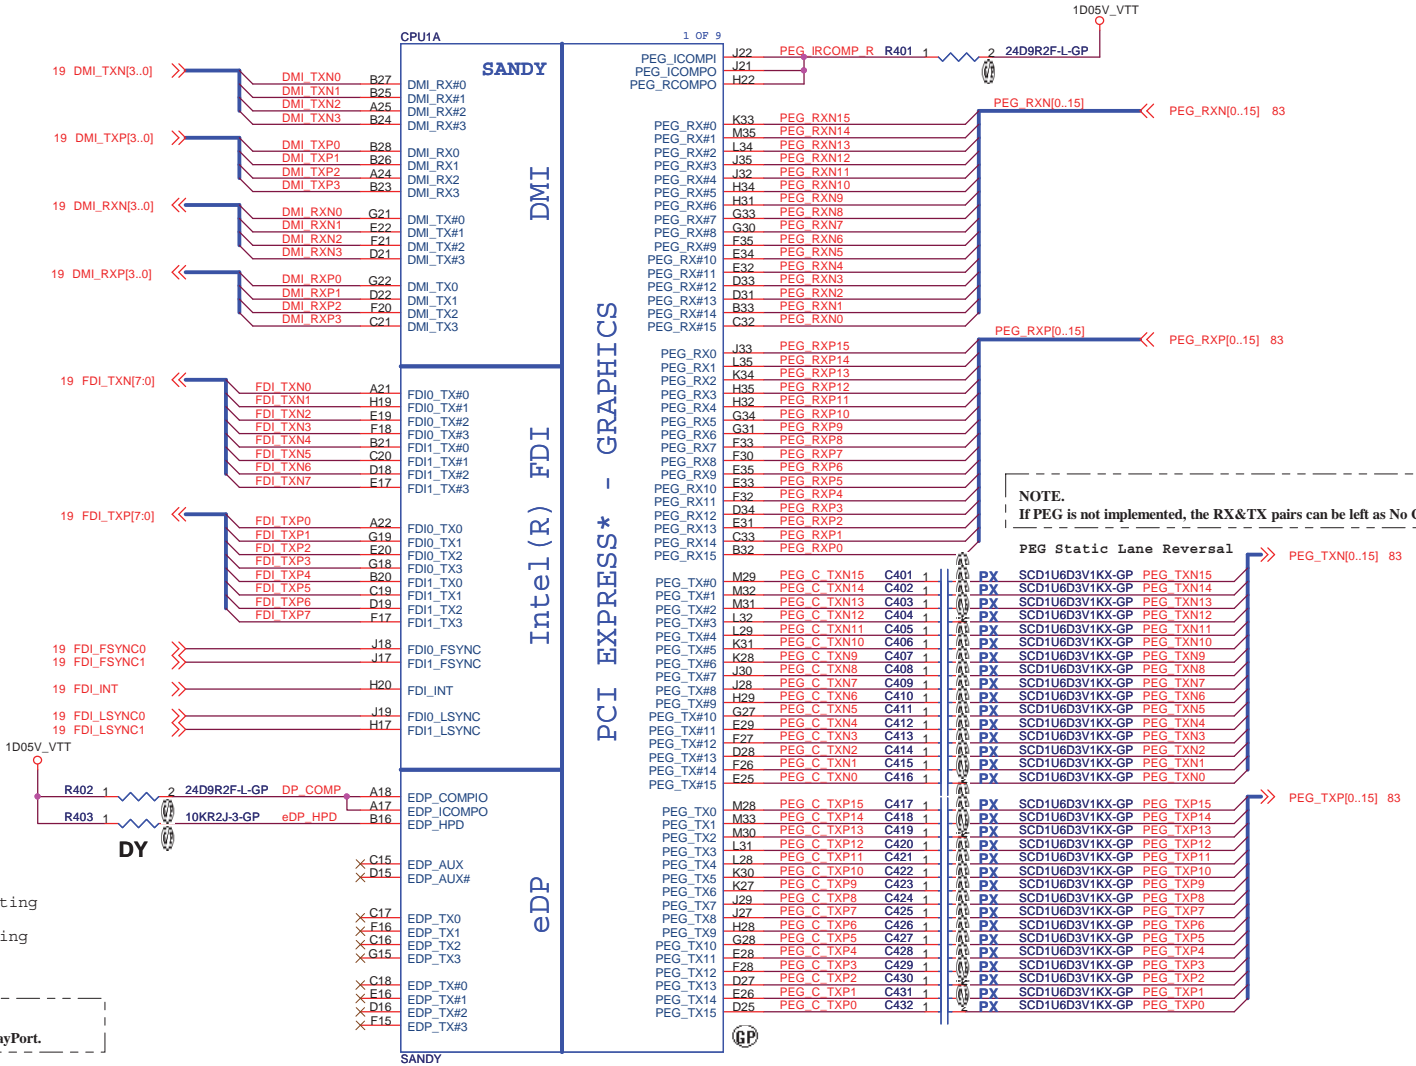 1D05V_VTT
CPU1A
1 OF 9
SANDY
PEG_ICOMPI J22 PEG_IRCOMP_R R401 1 2 24D9R2F-L-GP
PEG_ICOMPO J21
PEG_RCOMPO H22
19 DMI_TXN[3..0]
DMI_TXN0 B27 DMI_RX#0
DMI_TXN1 B25 DMI_RX#1
DMI_TXN2 A25 DMI_RX#2
DMI_TXN3 B24 DMI_RX#3
19 DMI_TXP[3..0]
DMI_TXP0 B28 DMI_RX0
DMI_TXP1 B26 DMI_RX1
DMI_TXP2 A24 DMI_RX2
DMI_TXP3 B23 DMI_RX3
19 DMI_RXN[3..0]
DMI_RXN0 G21 DMI_TX#0
DMI_RXN1 E22 DMI_TX#1
DMI_RXN2 F21 DMI_TX#2
DMI_RXN3 D21 DMI_TX#3
19 DMI_RXP[3..0]
DMI_RXP0 G22 DMI_TX0
DMI_RXP1 D22 DMI_TX1
DMI_RXP2 F20 DMI_TX2
DMI_RXP3 C21 DMI_TX3
DMI
19 FDI_TXN[7:0]
FDI_TXN0 A21 FDI0_TX#0
FDI_TXN1 H19 FDI0_TX#1
FDI_TXN2 E19 FDI0_TX#2
FDI_TXN3 F18 FDI0_TX#3
FDI_TXN4 B21 FDI1_TX#0
FDI_TXN5 C20 FDI1_TX#1
FDI_TXN6 D18 FDI1_TX#2
FDI_TXN7 E17 FDI1_TX#3
19 FDI_TXP[7:0]
FDI_TXP0 A22 FDI0_TX0
FDI_TXP1 G19 FDI0_TX1
FDI_TXP2 E20 FDI0_TX2
FDI_TXP3 G18 FDI0_TX3
FDI_TXP4 B20 FDI1_TX0
FDI_TXP5 C19 FDI1_TX1
FDI_TXP6 D19 FDI1_TX2
FDI_TXP7 F17 FDI1_TX3
19 FDI_FSYNC0 J18 FDI0_FSYNC
19 FDI_FSYNC1 J17 FDI1_FSYNC
19 FDI_INT H20 FDI_INT
19 FDI_LSYNC0 J19 FDI0_LSYNC
19 FDI_LSYNC1 H17 FDI1_LSYNC
Intel(R) FDI
1D05V_VTT
R402 1 2 24D9R2F-L-GP DP_COMP A18 EDP_COMPIO
A17 EDP_ICOMPO
R403 1 10KR2J-3-GP eDP_HPD B16 EDP_HPD
DY
C15 EDP_AUX
D15 EDP_AUX#
C17 EDP_TX0
F16 EDP_TX1
C16 EDP_TX2
G15 EDP_TX3
C18 EDP_TX#0
E16 EDP_TX#1
D16 EDP_TX#2
F15 EDP_TX#3
eDP
SANDY
ting
ing
ayPort.
PCI EXPRESS* - GRAPHICS
PEG_RXN[0..15]
PEG_RXN[0..15] 83
PEG_RX#0 K33 PEG_RXN15
PEG_RX#1 M35 PEG_RXN14
PEG_RX#2 L34 PEG_RXN13
PEG_RX#3 J35 PEG_RXN12
PEG_RX#4 J32 PEG_RXN11
PEG_RX#5 H34 PEG_RXN10
PEG_RX#6 H31 PEG_RXN9
PEG_RX#7 G33 PEG_RXN8
PEG_RX#8 G30 PEG_RXN7
PEG_RX#9 F35 PEG_RXN6
PEG_RX#10 E34 PEG_RXN5
PEG_RX#11 E32 PEG_RXN4
PEG_RX#12 D33 PEG_RXN3
PEG_RX#13 D31 PEG_RXN2
PEG_RX#14 B33 PEG_RXN1
PEG_RX#15 C32 PEG_RXN0
PEG_RXP[0..15]
PEG_RXP[0..15] 83
PEG_RX0 J33 PEG_RXP15
PEG_RX1 L35 PEG_RXP14
PEG_RX2 K34 PEG_RXP13
PEG_RX3 H35 PEG_RXP12
PEG_RX4 H32 PEG_RXP11
PEG_RX5 G34 PEG_RXP10
PEG_RX6 G31 PEG_RXP9
PEG_RX7 F33 PEG_RXP8
PEG_RX8 F30 PEG_RXP7
PEG_RX9 E35 PEG_RXP6
PEG_RX10 E33 PEG_RXP5
PEG_RX11 F32 PEG_RXP4
PEG_RX12 D34 PEG_RXP3
PEG_RX13 E31 PEG_RXP2
PEG_RX14 C33 PEG_RXP1
PEG_RX15 B32 PEG_RXP0
NOTE.
If PEG is not implemented, the RX&TX pairs can be left as No
PEG Static Lane Reversal
PEG_TXN[0..15] 83
PEG_TX#0 M29 PEG_C_TXN15 C401 1 PX SCD1U6D3V1KX-GP PEG_TXN15
PEG_TX#1 M32 PEG_C_TXN14 C402 1 PX SCD1U6D3V1KX-GP PEG_TXN14
PEG_TX#2 M31 PEG_C_TXN13 C403 1 PX SCD1U6D3V1KX-GP PEG_TXN13
PEG_TX#3 L32 PEG_C_TXN12 C404 1 PX SCD1U6D3V1KX-GP PEG_TXN12
PEG_TX#4 L29 PEG_C_TXN11 C405 1 PX SCD1U6D3V1KX-GP PEG_TXN11
PEG_TX#5 K31 PEG_C_TXN10 C406 1 PX SCD1U6D3V1KX-GP PEG_TXN10
PEG_TX#6 K28 PEG_C_TXN9 C407 1 PX SCD1U6D3V1KX-GP PEG_TXN9
PEG_TX#7 J30 PEG_C_TXN8 C408 1 PX SCD1U6D3V1KX-GP PEG_TXN8
PEG_TX#8 J28 PEG_C_TXN7 C409 1 PX SCD1U6D3V1KX-GP PEG_TXN7
PEG_TX#9 H29 PEG_C_TXN6 C410 1 PX SCD1U6D3V1KX-GP PEG_TXN6
PEG_TX#10 G27 PEG_C_TXN5 C411 1 PX SCD1U6D3V1KX-GP PEG_TXN5
PEG_TX#11 E29 PEG_C_TXN4 C412 1 PX SCD1U6D3V1KX-GP PEG_TXN4
PEG_TX#12 F27 PEG_C_TXN3 C413 1 PX SCD1U6D3V1KX-GP PEG_TXN3
PEG_TX#13 D28 PEG_C_TXN2 C414 1 PX SCD1U6D3V1KX-GP PEG_TXN2
PEG_TX#14 F26 PEG_C_TXN1 C415 1 PX SCD1U6D3V1KX-GP PEG_TXN1
PEG_TX#15 E25 PEG_C_TXN0 C416 1 PX SCD1U6D3V1KX-GP PEG_TXN0
PEG_TXP[0..15] 83
PEG_TX0 M28 PEG_C_TXP15 C417 1 PX SCD1U6D3V1KX-GP PEG_TXP15
PEG_TX1 M33 PEG_C_TXP14 C418 1 PX SCD1U6D3V1KX-GP PEG_TXP14
PEG_TX2 M30 PEG_C_TXP13 C419 1 PX SCD1U6D3V1KX-GP PEG_TXP13
PEG_TX3 L31 PEG_C_TXP12 C420 1 PX SCD1U6D3V1KX-GP PEG_TXP12
PEG_TX4 L28 PEG_C_TXP11 C421 1 PX SCD1U6D3V1KX-GP PEG_TXP11
PEG_TX5 K30 PEG_C_TXP10 C422 1 PX SCD1U6D3V1KX-GP PEG_TXP10
PEG_TX6 K27 PEG_C_TXP9 C423 1 PX SCD1U6D3V1KX-GP PEG_TXP9
PEG_TX7 J29 PEG_C_TXP8 C424 1 PX SCD1U6D3V1KX-GP PEG_TXP8
PEG_TX8 J27 PEG_C_TXP7 C425 1 PX SCD1U6D3V1KX-GP PEG_TXP7
PEG_TX9 H28 PEG_C_TXP6 C426 1 PX SCD1U6D3V1KX-GP PEG_TXP6
PEG_TX10 G28 PEG_C_TXP5 C427 1 PX SCD1U6D3V1KX-GP PEG_TXP5
PEG_TX11 E28 PEG_C_TXP4 C428 1 PX SCD1U6D3V1KX-GP PEG_TXP4
PEG_TX12 F28 PEG_C_TXP3 C429 1 PX SCD1U6D3V1KX-GP PEG_TXP3
PEG_TX13 D27 PEG_C_TXP2 C430 1 PX SCD1U6D3V1KX-GP PEG_TXP2
PEG_TX14 E26 PEG_C_TXP1 C431 1 PX SCD1U6D3V1KX-GP PEG_TXP1
PEG_TX15 D25 PEG_C_TXP0 C432 1 2 PX SCD1U6D3V1KX-GP PEG_TXP0
GP